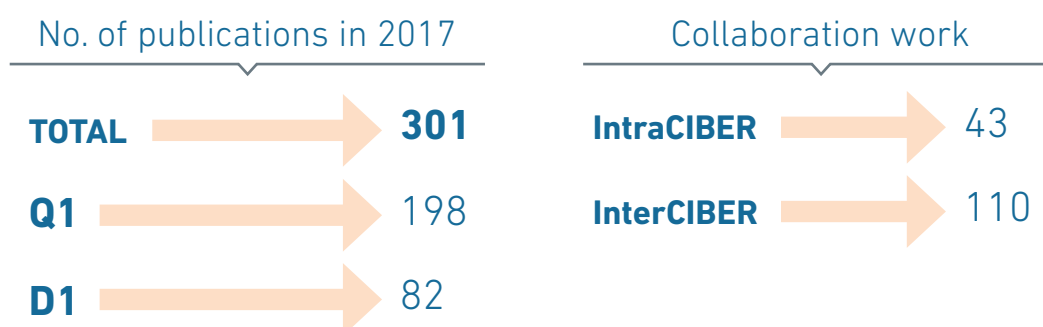 No. of publications in 2017
TOTAL 301
Q1 198
D1 82
Collaboration work
IntraCIBER 43
InterCIBER 110